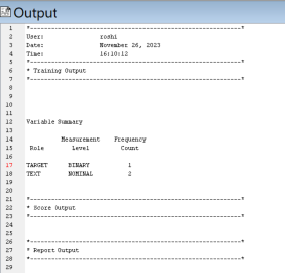 Output
1 *------------------------------------------------------------*
2 User: roshi
3 Date: November 26, 2023
4 Time: 16:10:12
5 *------------------------------------------------------------*
6 * Training Output
7 *------------------------------------------------------------*
8
9
10
11
12 Variable Summary
13
14 Measurement Frequency
15 Role Level Count
16
17 TARGET BINARY 1
18 TEXT NOMINAL 2
19
20
21 *------------------------------------------------------------*
22 * Score Output
23 *------------------------------------------------------------*
24
25
26 *------------------------------------------------------------*
27 * Report Output
28 *------------------------------------------------------------*
29